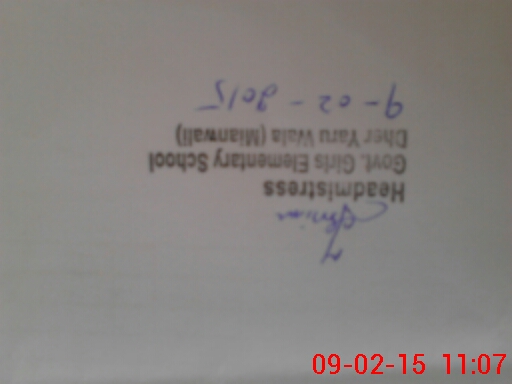 Headmistress
Govt. Girls Elementary School
Dher Yaru Wala (Mianwali)
9-02-2015
09-02-15 11:07